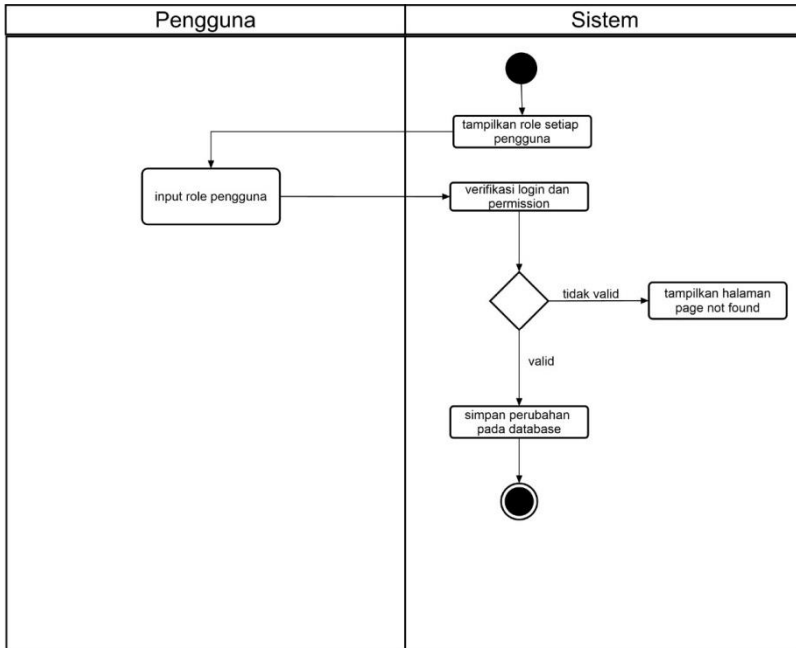 Pengguna
Sistem
tampilkan role setiap
pengguna
input role pengguna
verifikasi login dan
permission
tidak valid
tampilkan halaman
page not found
valid
simpan perubahan
pada database